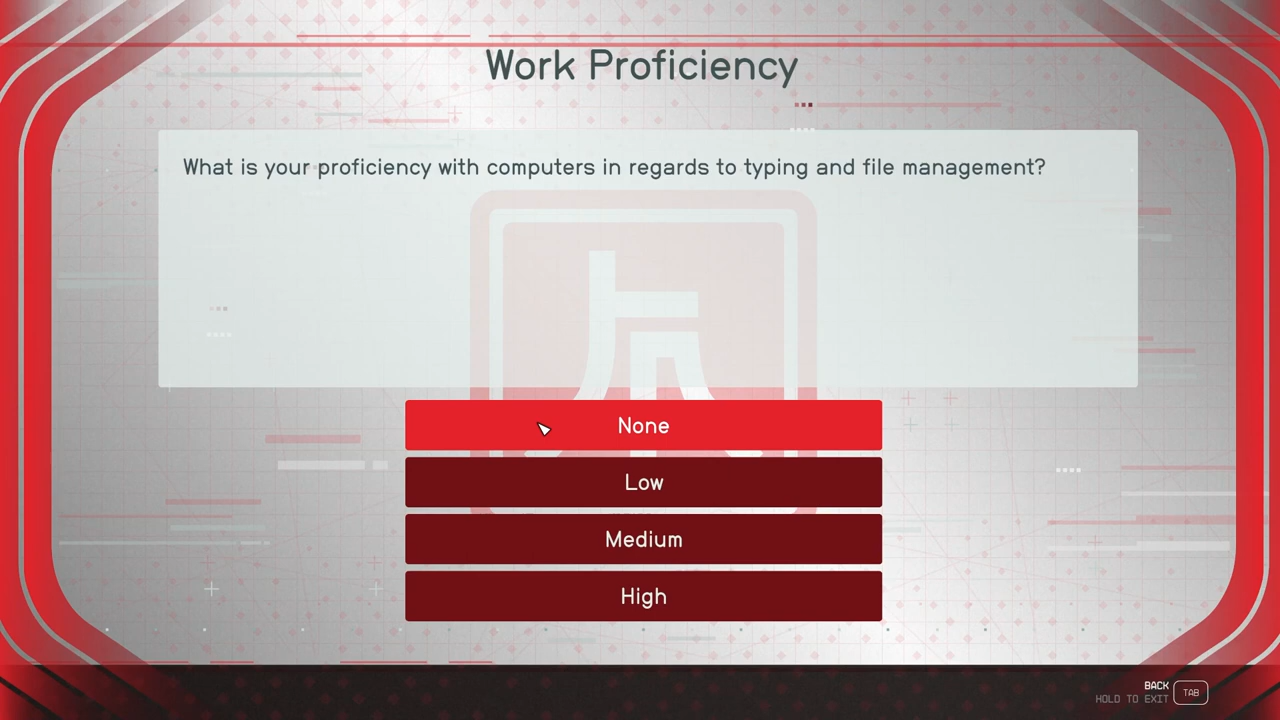 Work Proficiency
What is your proficiency with computers in regards to typing and file management?
None
Low
Medium
High
BACK
HOLD TO EXIT TAB